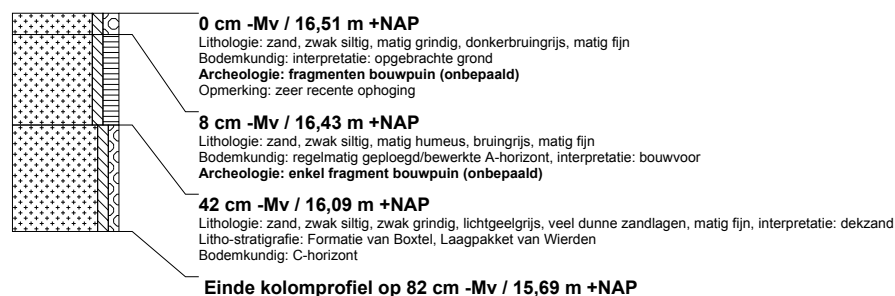 0 cm -Mv / 16,51 m +NAP
Lithologie: zand, zwak siltig, matig grindig, donkerbruingrijs, matig fijn
Bodemkundig: interpretatie: opgebrachte grond
Archeologie: fragmenten bouwpuin (onbepaald)
Opmerking: zeer recente ophoging
8 cm -Mv / 16,43 m +NAP
Lithologie: zand, zwak siltig, matig humeus, bruingrijs, matig fijn
Bodemkundig: regelmatig geploegd/bewerkte A-horizont, interpretatie: bouwvoor
Archeologie: enkel fragment bouwpuin (onbepaald)
42 cm -Mv / 16,09 m +NAP
Lithologie: zand, zwak siltig, zwak grindig, lichtgeelgrijs, veel dunne zandlagen, matig fijn, interpretatie: dekzand
Litho-stratigrafie: Formatie van Boxtel, Laagpakket van Wierden
Bodemkundig: C-horizont
Einde kolomprofiel op 82 cm -Mv / 15,69 m +NAP